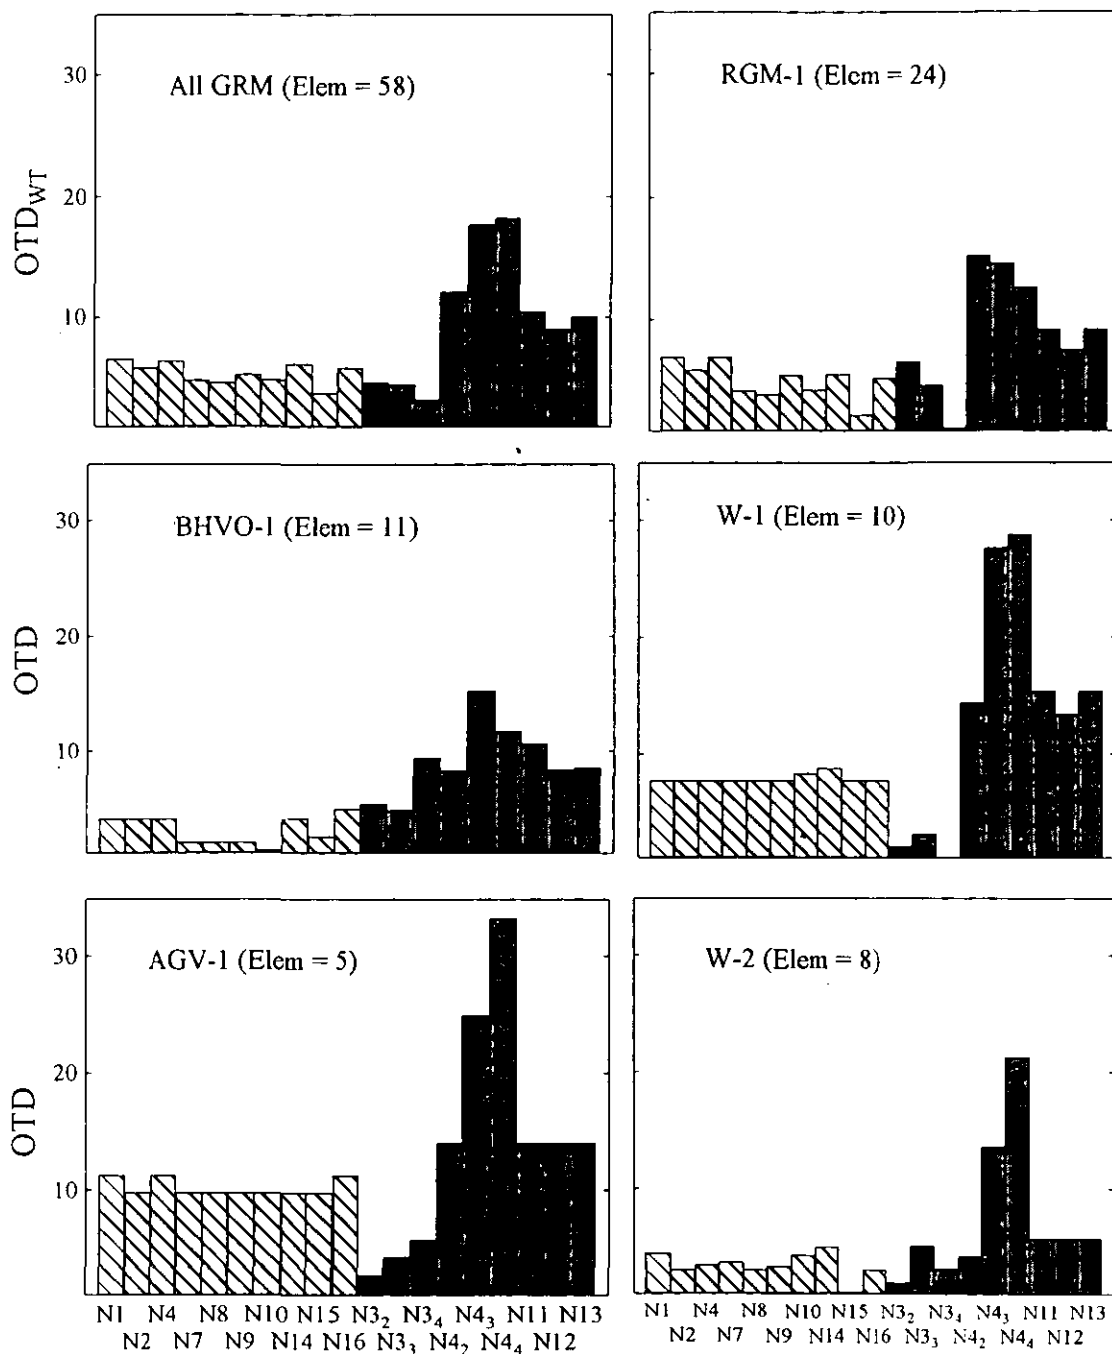 All GRM (Elem = 58)
30
20
10
OTD_WT
RGM-1 (Elem = 24)
BHVO-1 (Elem = 11)
30
20
10
OTD
W-1 (Elem = 10)
AGV-1 (Elem = 5)
30
20
10
OTD
W-2 (Elem = 8)
N1 N4 N8 N10 N15 N3₂ N3₄ N4₃ N11 N13
N2 N7 N9 N14 N16 N3₃ N4₂ N4₄ N12
N1 N4 N8 N10 N15 N3₂ N3₄ N4₃ N11 N13
N2 N7 N9 N14 N16 N3₃ N4₂ N4₄ N12